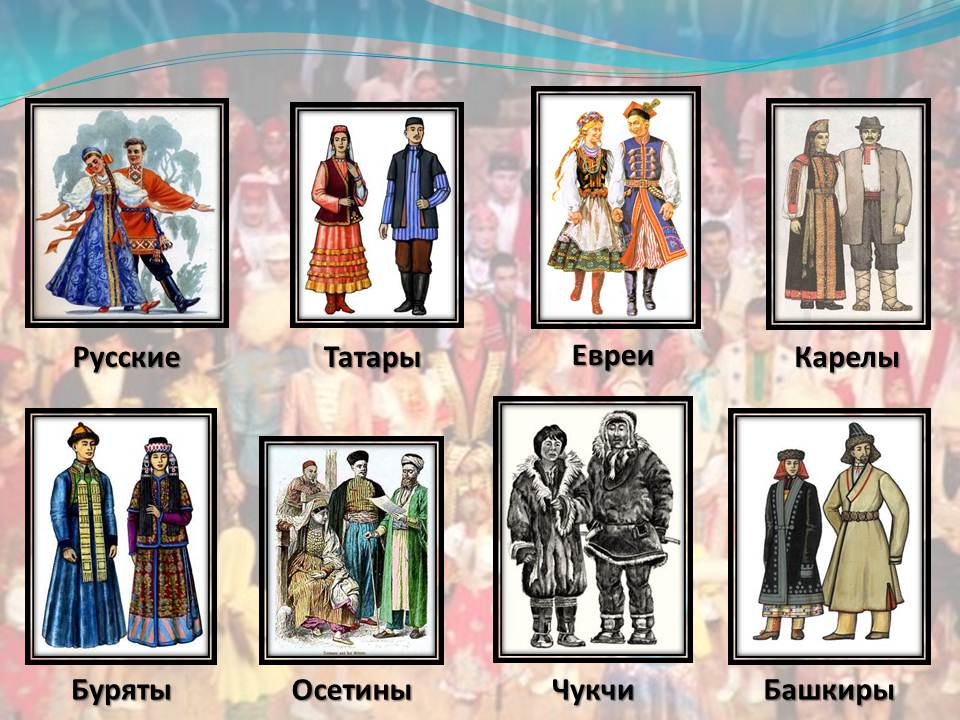 Русские
Татары
Евреи
Карелы
Буряты
Осетины
Чукчи
Башкиры